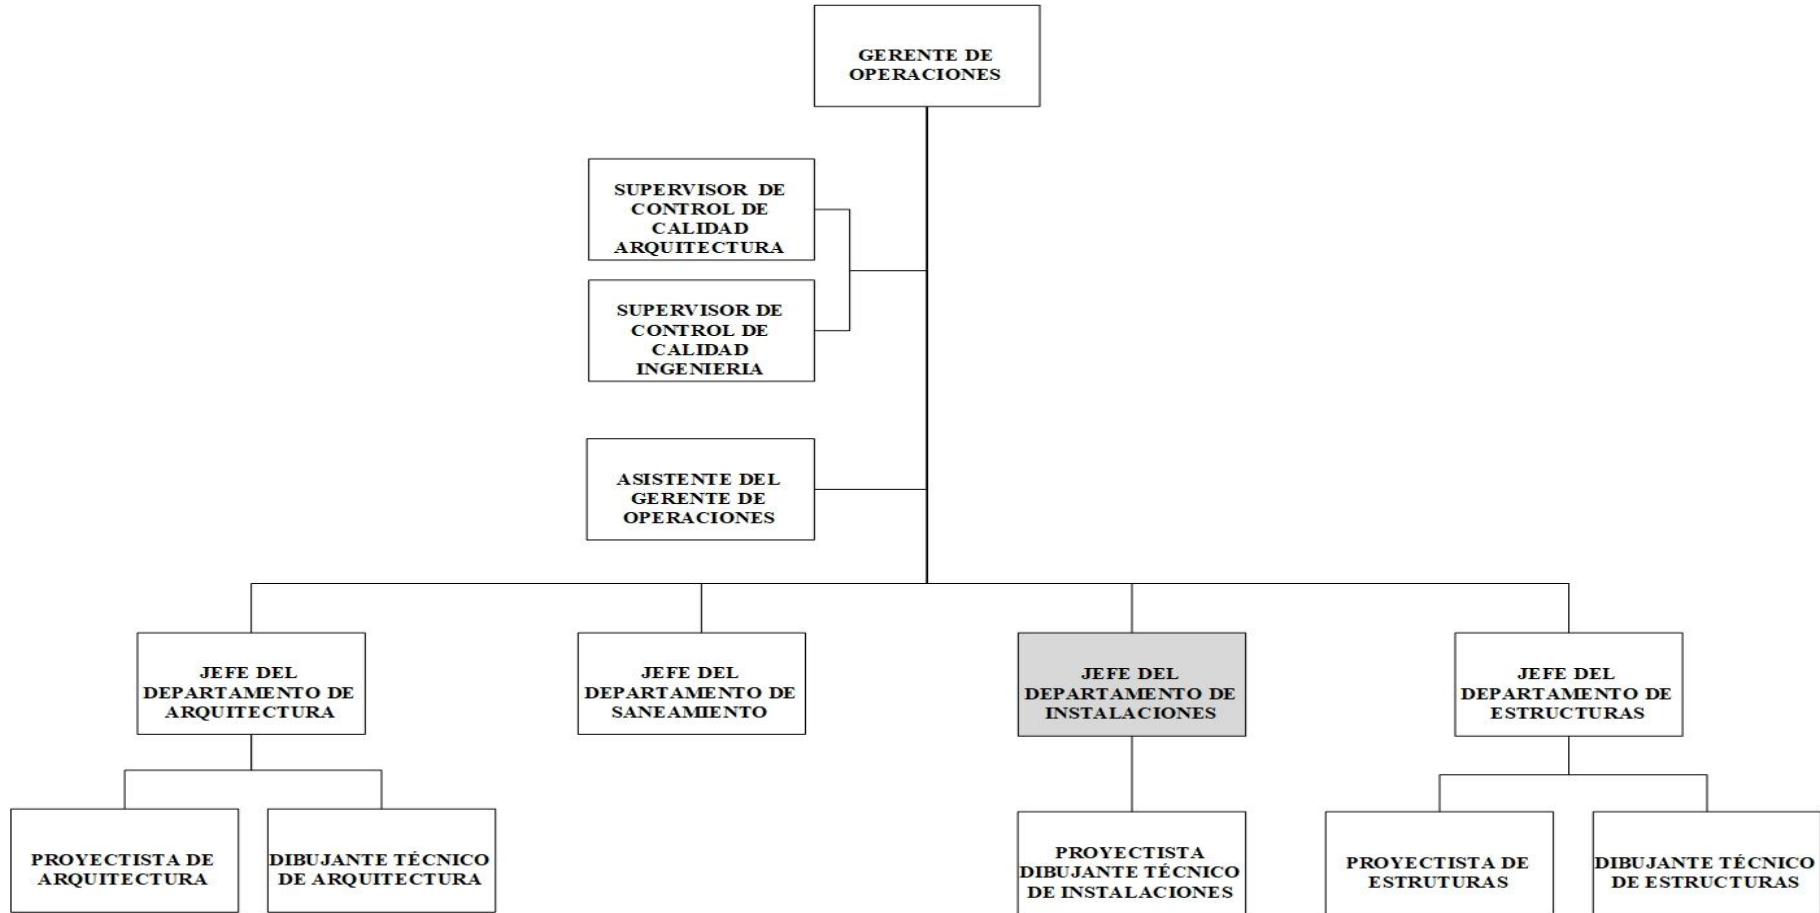 GERENTE DE
OPERACIONES
SUPERVISOR DE
CONTROL DE
CALIDAD
ARQUITECTURA
SUPERVISOR DE
CONTROL DE
CALIDAD
INGENIERIA
ASISTENTE DEL
GERENTE DE
OPERACIONES
JEFE DEL
DEPARTAMENTO DE
ARQUITECTURA
JEFE DEL
DEPARTAMENTO DE
SANEAMIENTO
JEFE DEL
DEPARTAMENTO DE
INSTALACIONES
JEFE DEL
DEPARTAMENTO DE
ESTRUCTURAS
PROYECTISTA DE
ARQUITECTURA
DIBUJANTE TÉCNICO
DE ARQUITECTURA
PROYECTISTA
DIBUJANTE TÉCNICO
DE INSTALACIONES
PROYECTISTA DE
ESTRUTURAS
DIBUJANTE TÉCNICO
DE ESTRUCTURAS